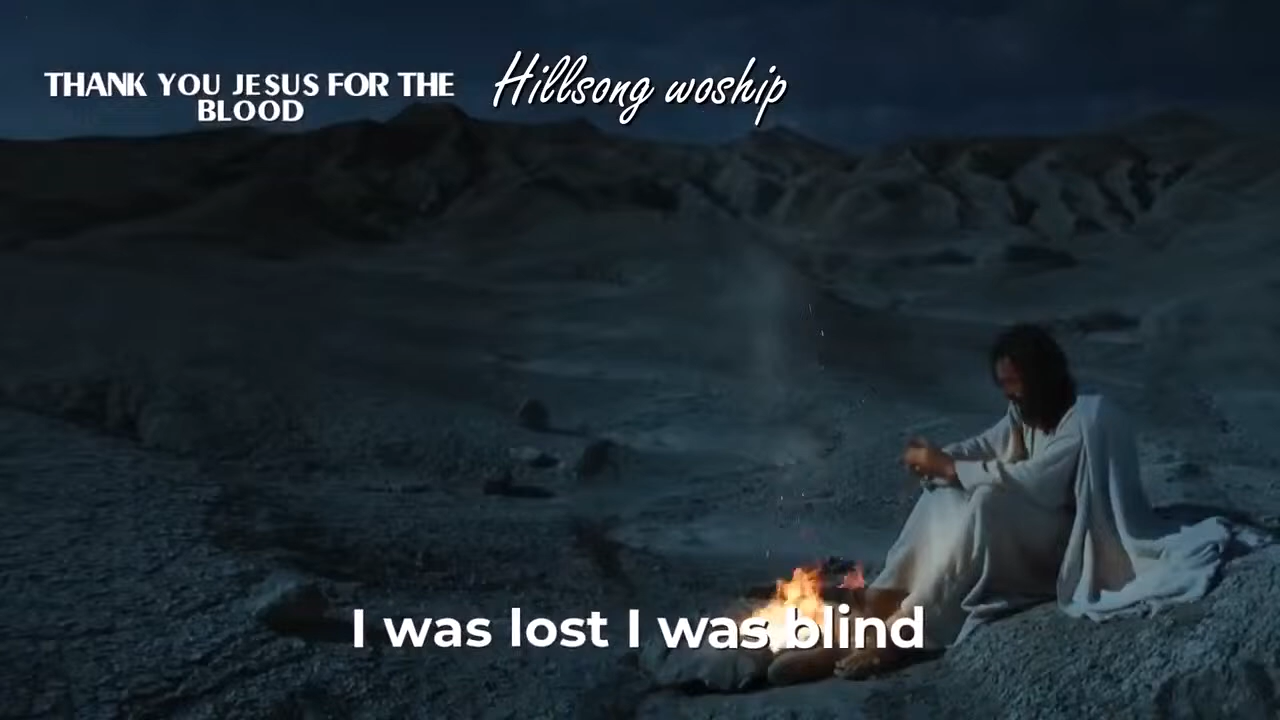 THANK YOU JESUS FOR THE
BLOOD
Hillsong woship
I was lost I was blind